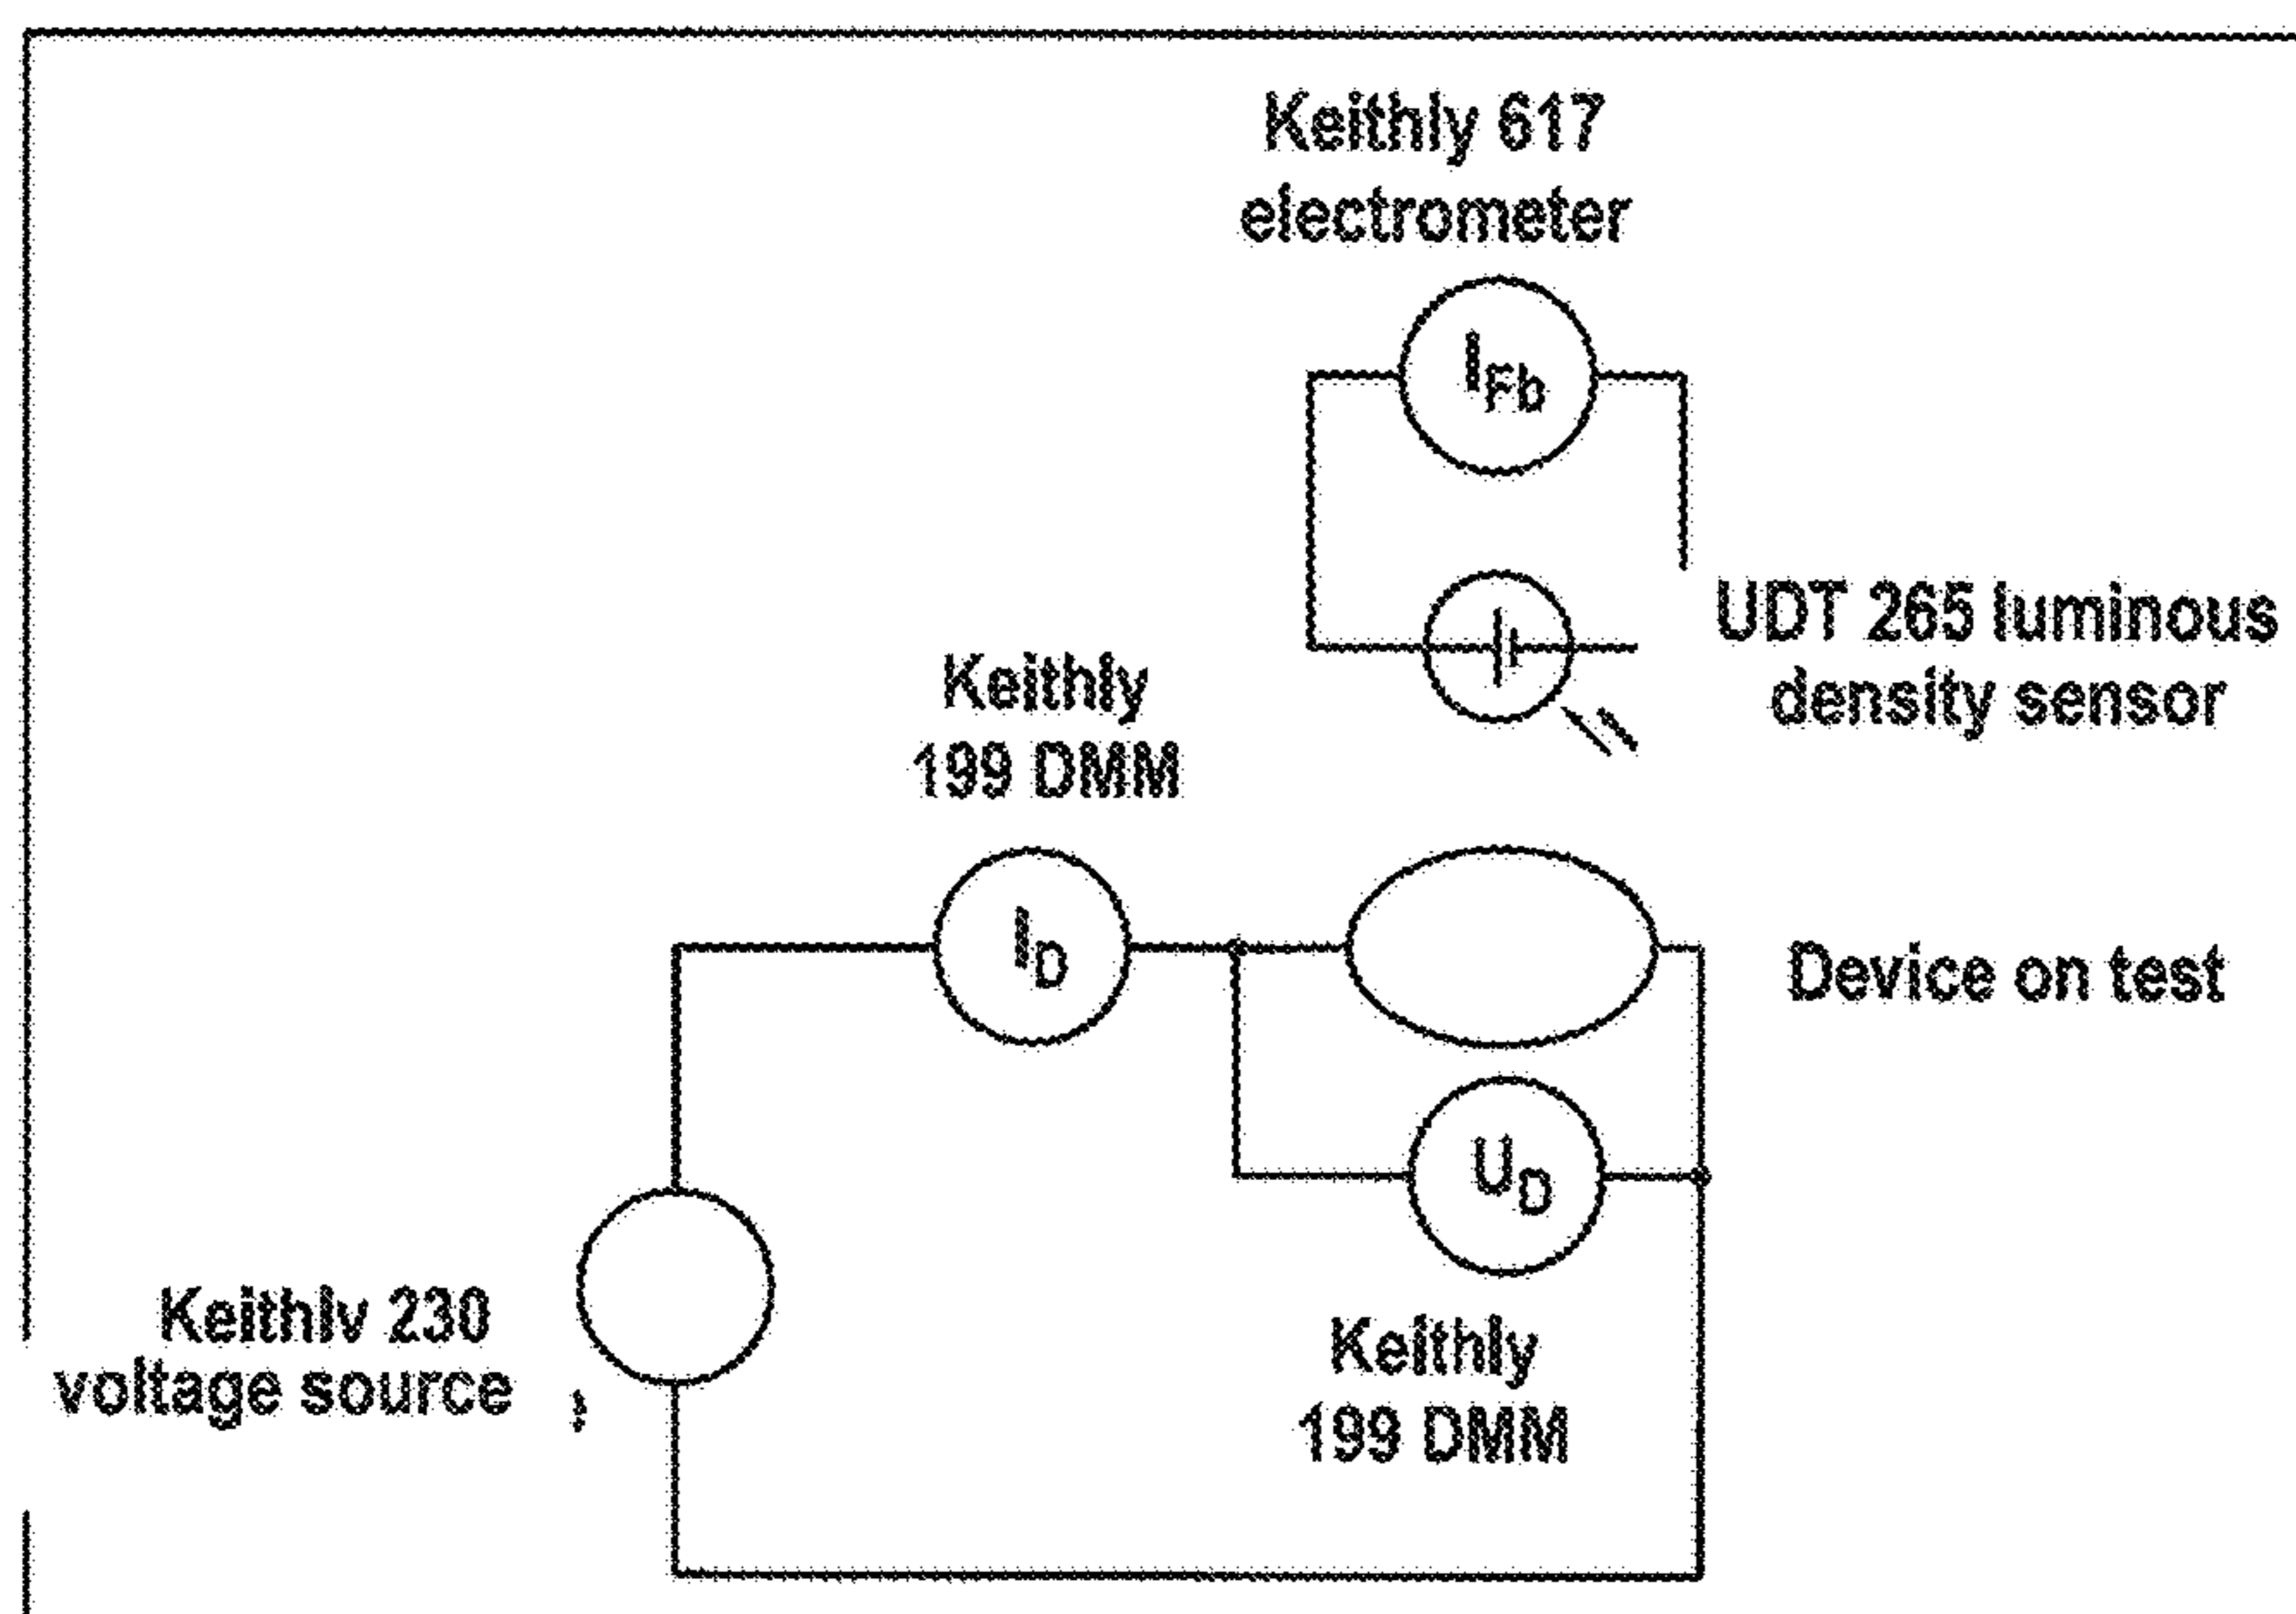 Keithly 617
electrometer
I_Fb
UDT 265 luminous
density sensor
Keithly
199 DMM
I_D
Device on test
U_D
Keithlv 230
voltage source
Keithly
199 DMM